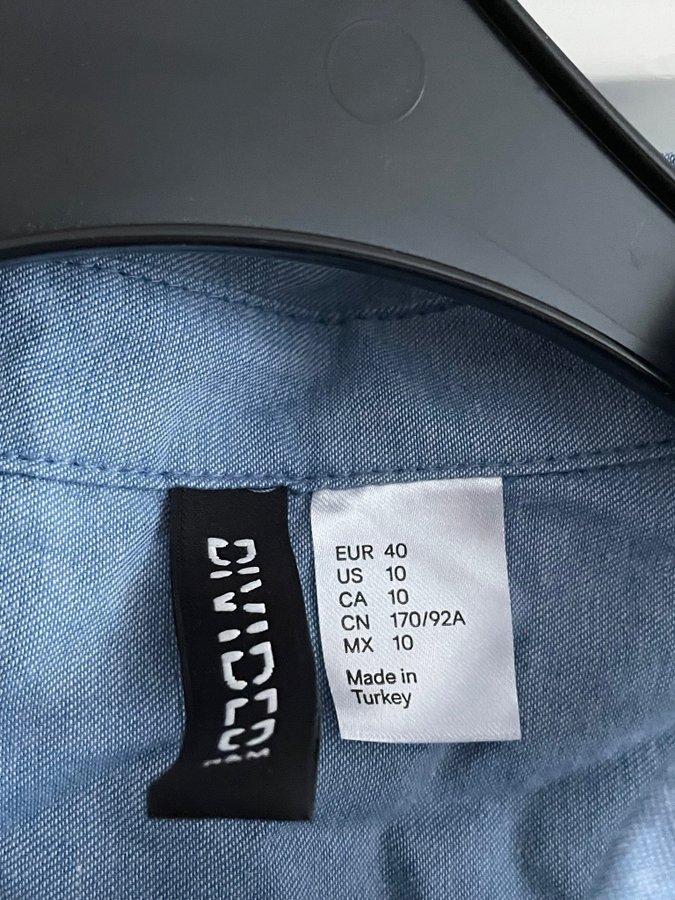 DIVIDED
EUR 40
US 10
CA 10
CN 170/92A
MX 10
Made in
Turkey